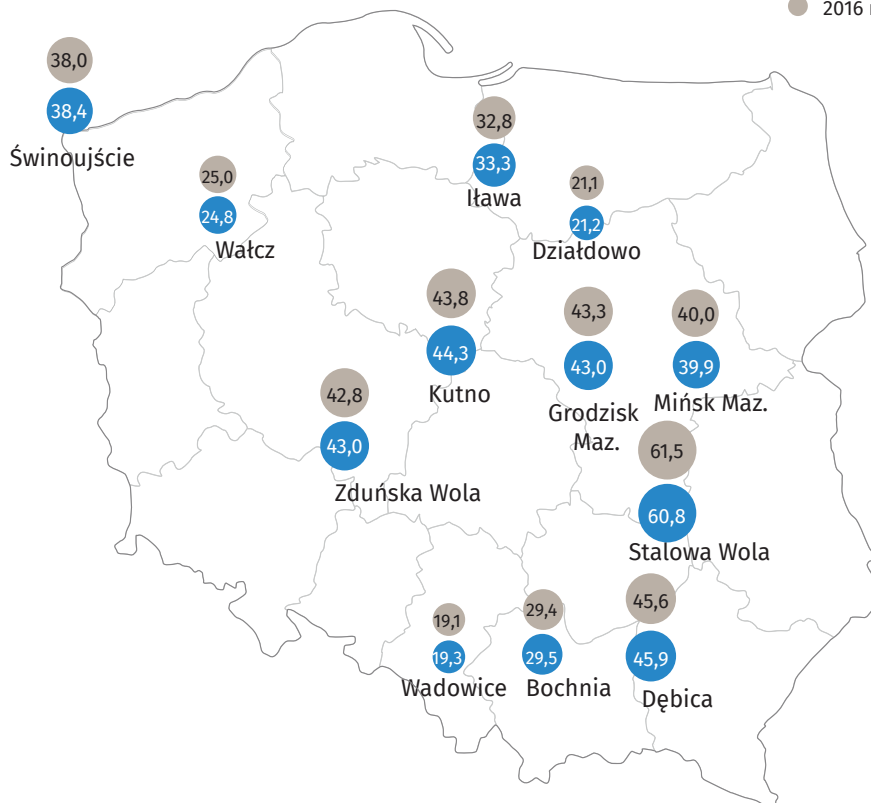 2016
38,0
38,4
Świnoujście
25,0
24,8
Wałcz
32,8
33,3
Iława
21,1
21,2
Działdowo
43,8
44,3
Kutno
43,3
43,0
Grodzisk
Maz.
40,0
39,9
Mińsk Maz.
42,8
43,0
Zduńska Wola
61,5
60,8
Stalowa Wola
19,1
19,3
Wadowice
29,4
29,5
Bochnia
45,6
45,9
Dębica